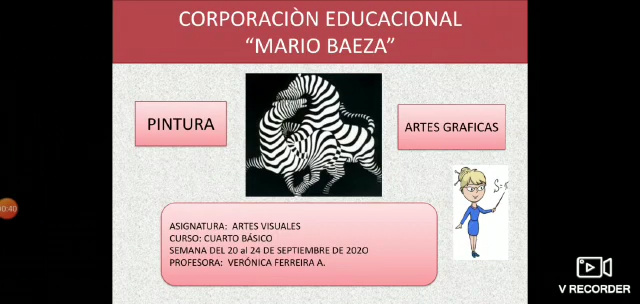 CORPORACIÒN EDUCACIONAL
“MARIO BAEZA”
PINTURA
ARTES GRAFICAS
ASIGNATURA: ARTES VISUALES
CURSO: CUARTO BÁSICO
SEMANA DEL 20 al 24 DE SEPTIEMBRE DE 202O
PROFESORA: VERÓNICA FERREIRA A.
0:40
V RECORDER